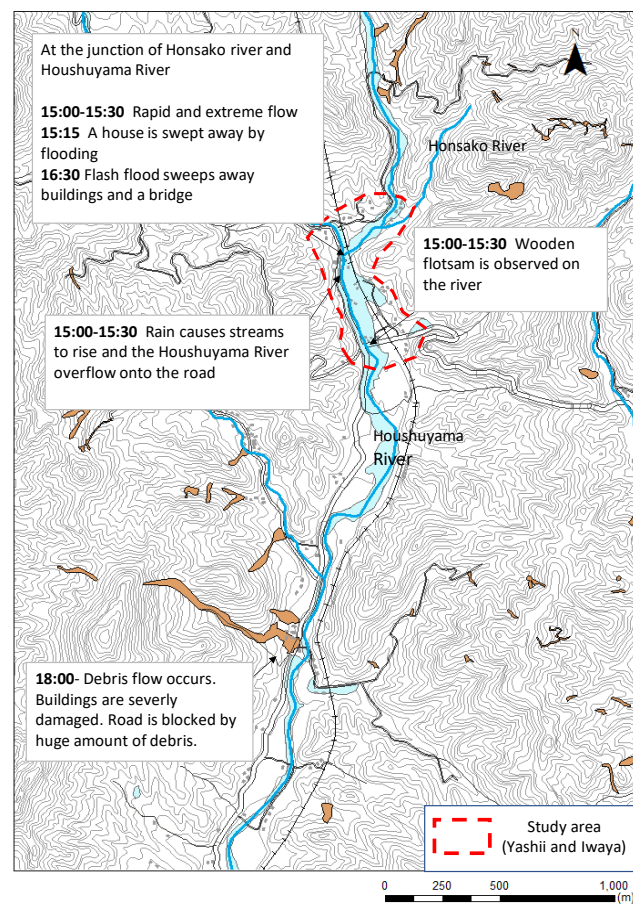 At the junction of Honsako river and
Houshuyama River
15:00-15:30 Rapid and extreme flow
15:15 A house is swept away by
flooding
16:30 Flash flood sweeps away
buildings and a bridge
N
Honsako River
15:00-15:30 Wooden
flotsam is observed on
the river
15:00-15:30 Rain causes streams
to rise and the Houshuyama River
overflow onto the road
Houshuyama
River
18:00- Debris flow occurs.
Buildings are severly
damaged. Road is blocked by
huge amount of debris.
Study area
(Yashii and Iwaya)
0 250 500 1,000
(m)